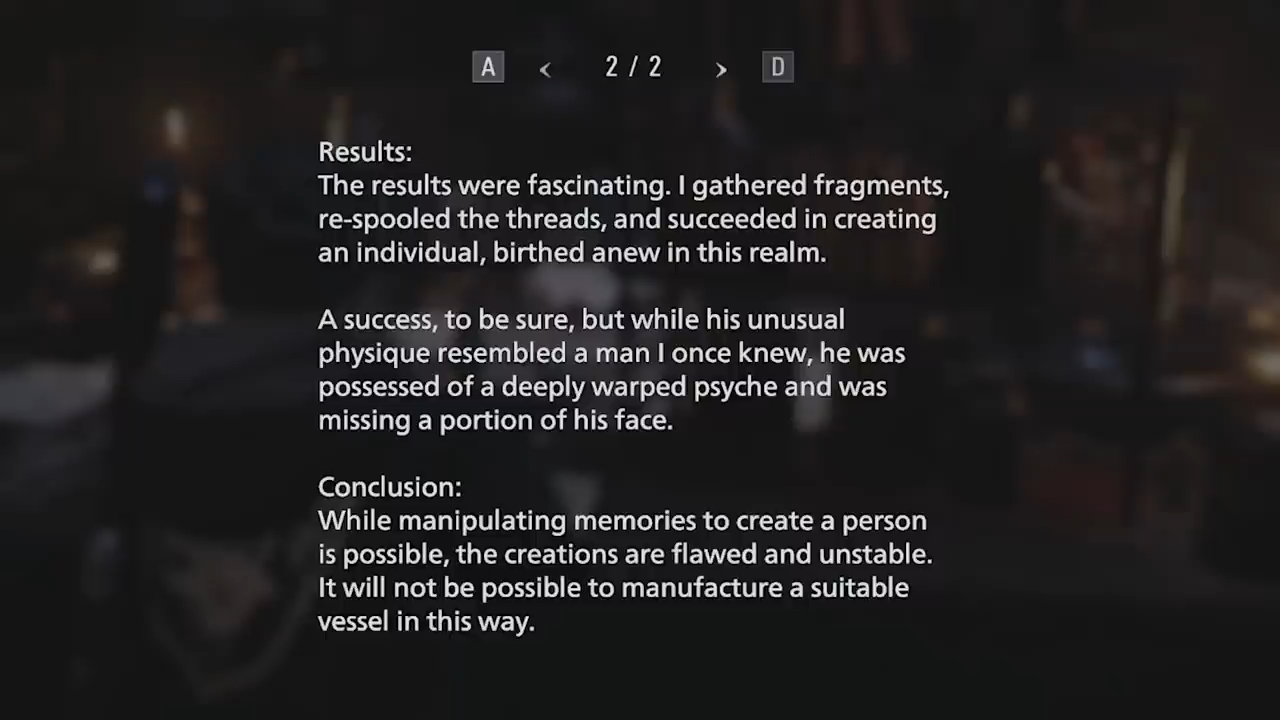 A < 2 / 2 > D
Results:
The results were fascinating. I gathered fragments,
re-spooled the threads, and succeeded in creating
an individual, birthed anew in this realm.
A success, to be sure, but while his unusual
physique resembled a man I once knew, he was
possessed of a deeply warped psyche and was
missing a portion of his face.
Conclusion:
While manipulating memories to create a person
is possible, the creations are flawed and unstable.
It will not be possible to manufacture a suitable
vessel in this way.